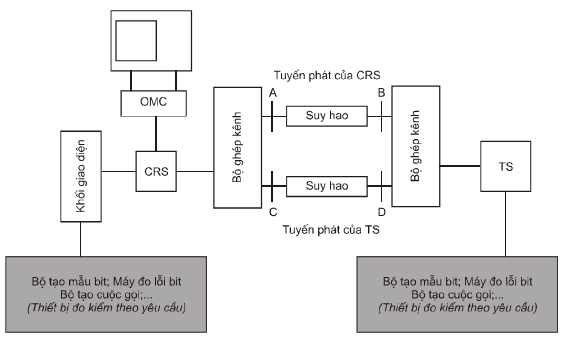 Tuyến phát của CRS
OMC
A
B
Suy hao
Khối giao diện
CRS
Bộ ghép kênh
Bộ ghép kênh
TS
Suy hao
C
D
Tuyến phát của TS
Bộ tạo mẫu bit; Máy đo lỗi bit
Bộ tạo cuộc gọi;...
(Thiết bị đo kiểm theo yêu cầu)
Bộ tạo mẫu bit; Máy đo lỗi bit
Bộ tạo cuộc gọi;...
(Thiết bị đo kiểm theo yêu cầu)